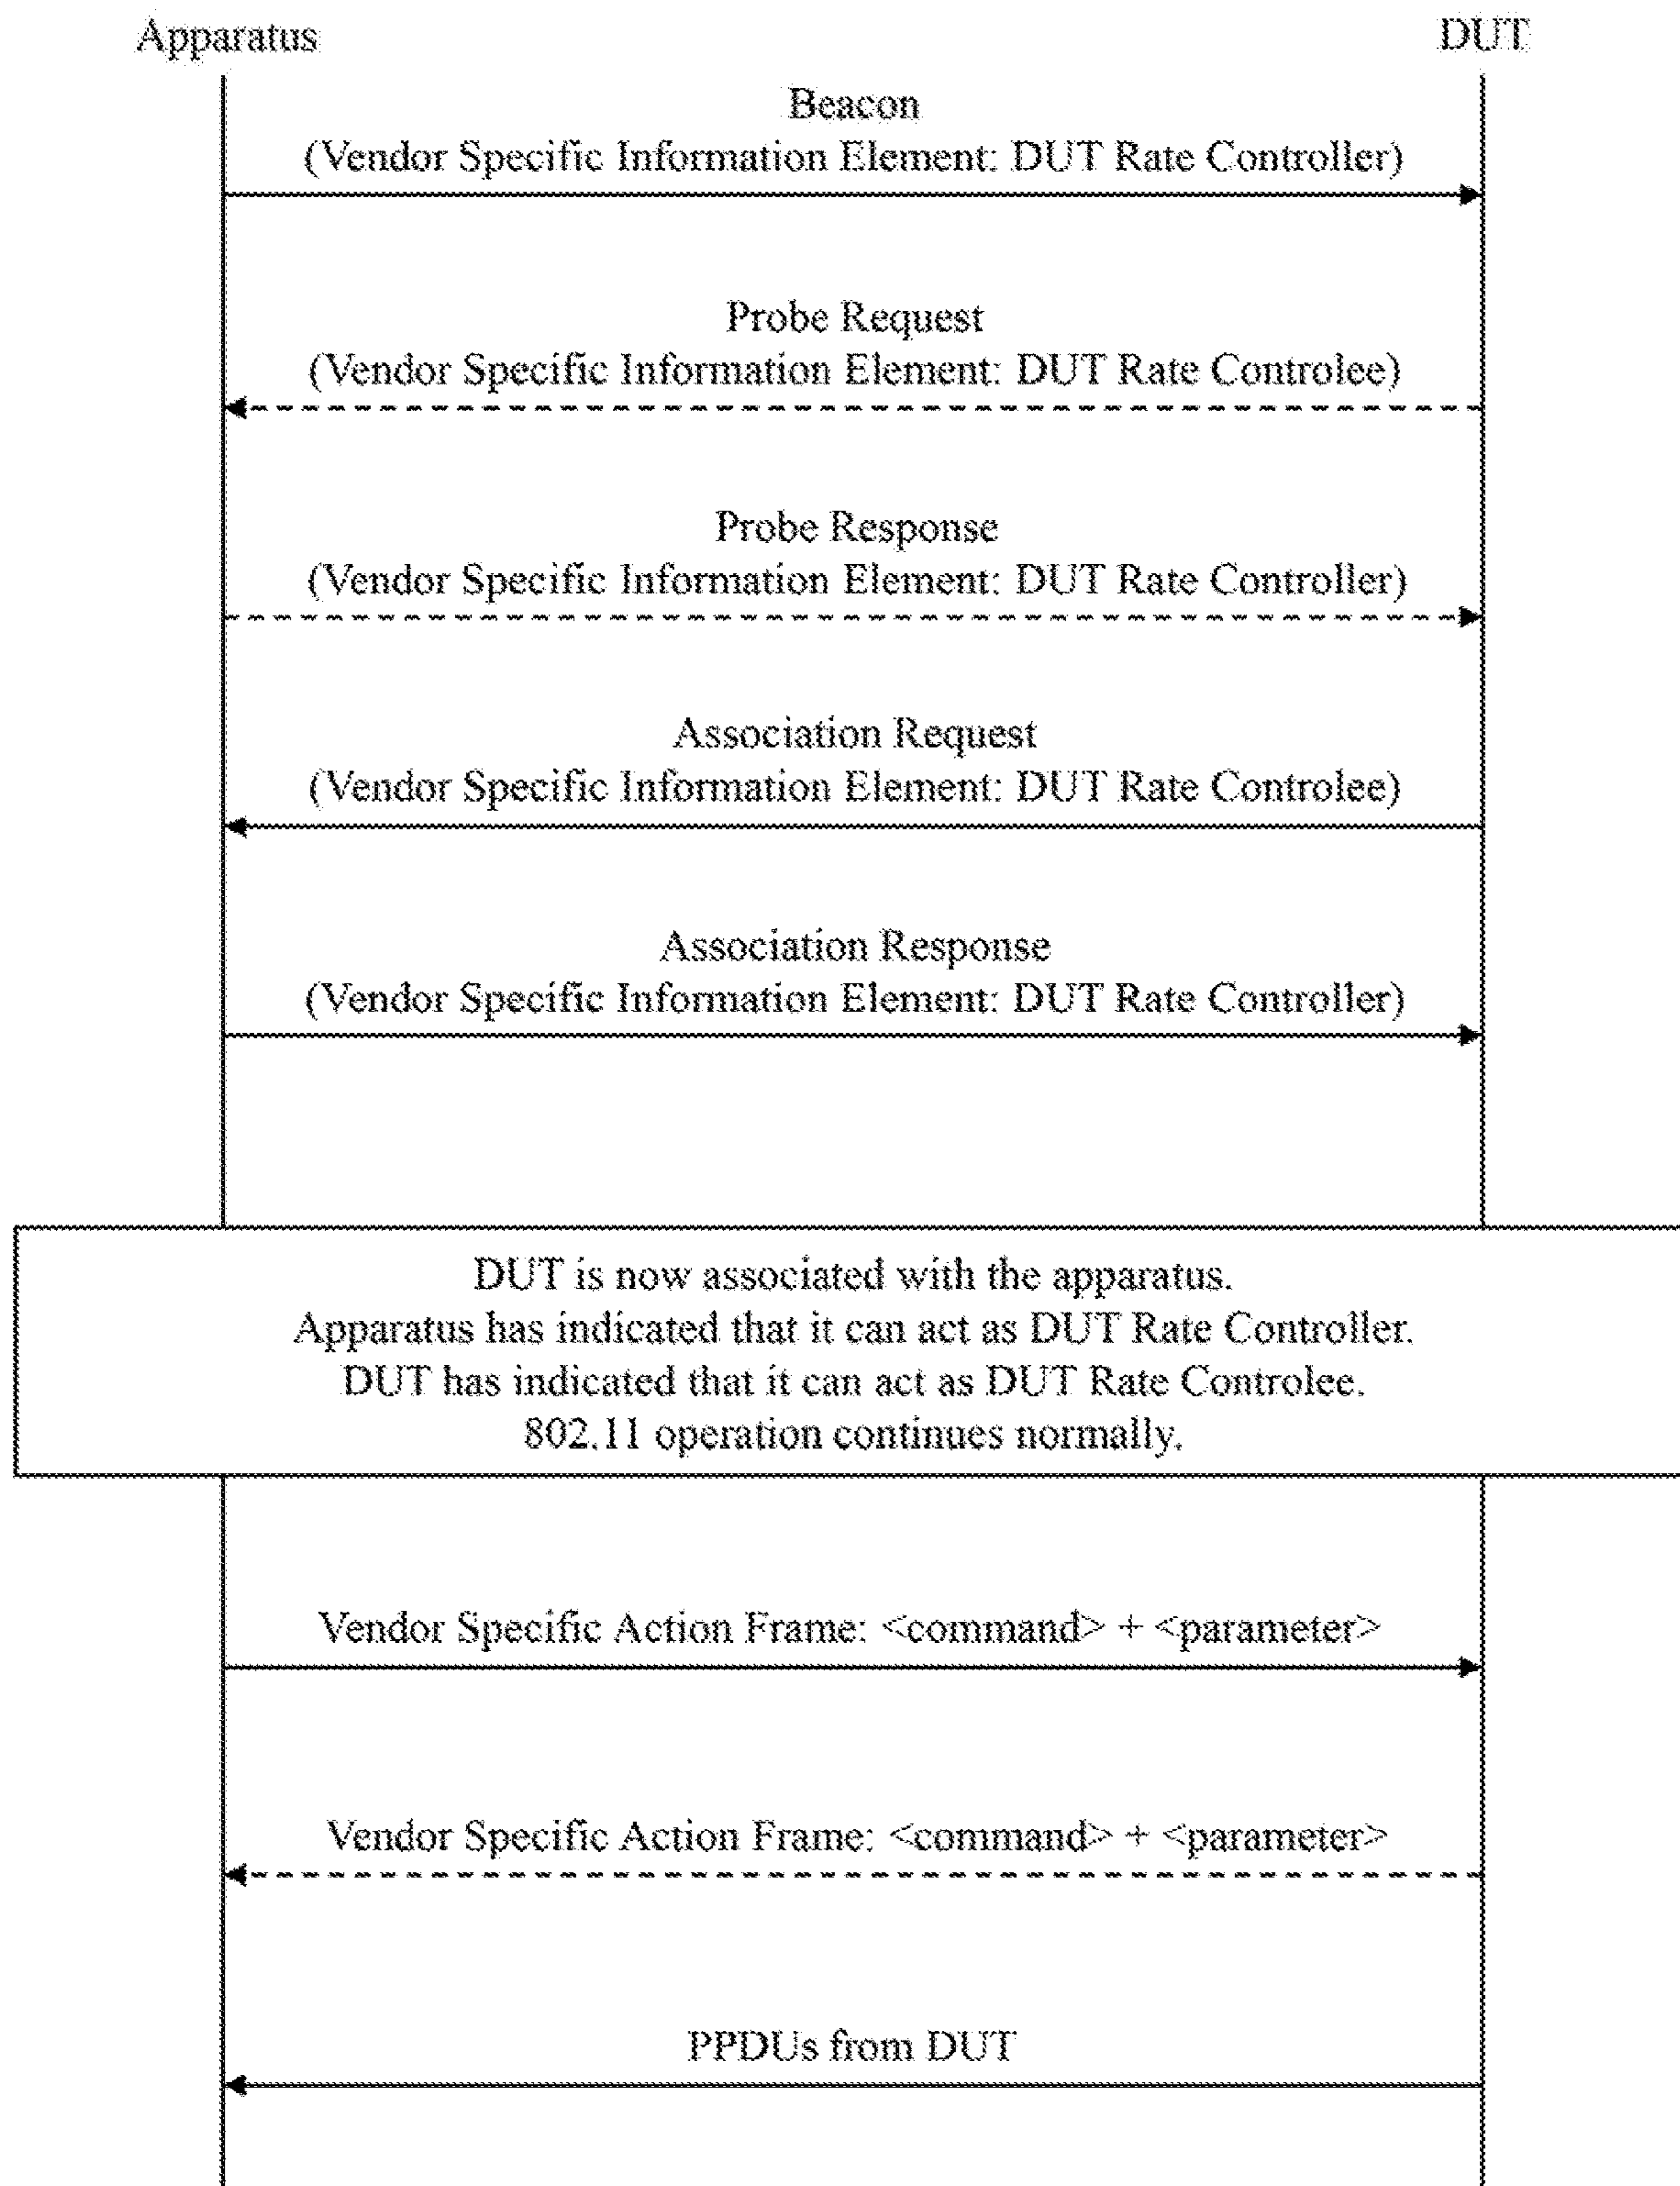 Apparatus
DUT
Beacon
(Vendor Specific Information Element: DUT Rate Controller)
Probe Request
(Vendor Specific Information Element: DUT Rate Controlee)
Probe Response
(Vendor Specific Information Element: DUT Rate Controller)
Association Request
(Vendor Specific Information Element: DUT Rate Controlee)
Association Response
(Vendor Specific Information Element: DUT Rate Controller)
DUT is now associated with the apparatus.
Apparatus has indicated that it can act as DUT Rate Controller.
DUT has indicated that it can act as DUT Rate Controlee.
802.11 operation continues normally.
Vendor Specific Action Frame: <command> + <parameter>
Vendor Specific Action Frame: <command> + <parameter>
PPDUs from DUT